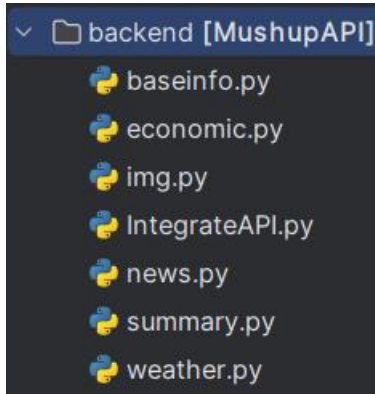 backend [MushupAPI]
baseinfo.py
economic.py
img.py
IntegrateAPI.py
news.py
summary.py
weather.py